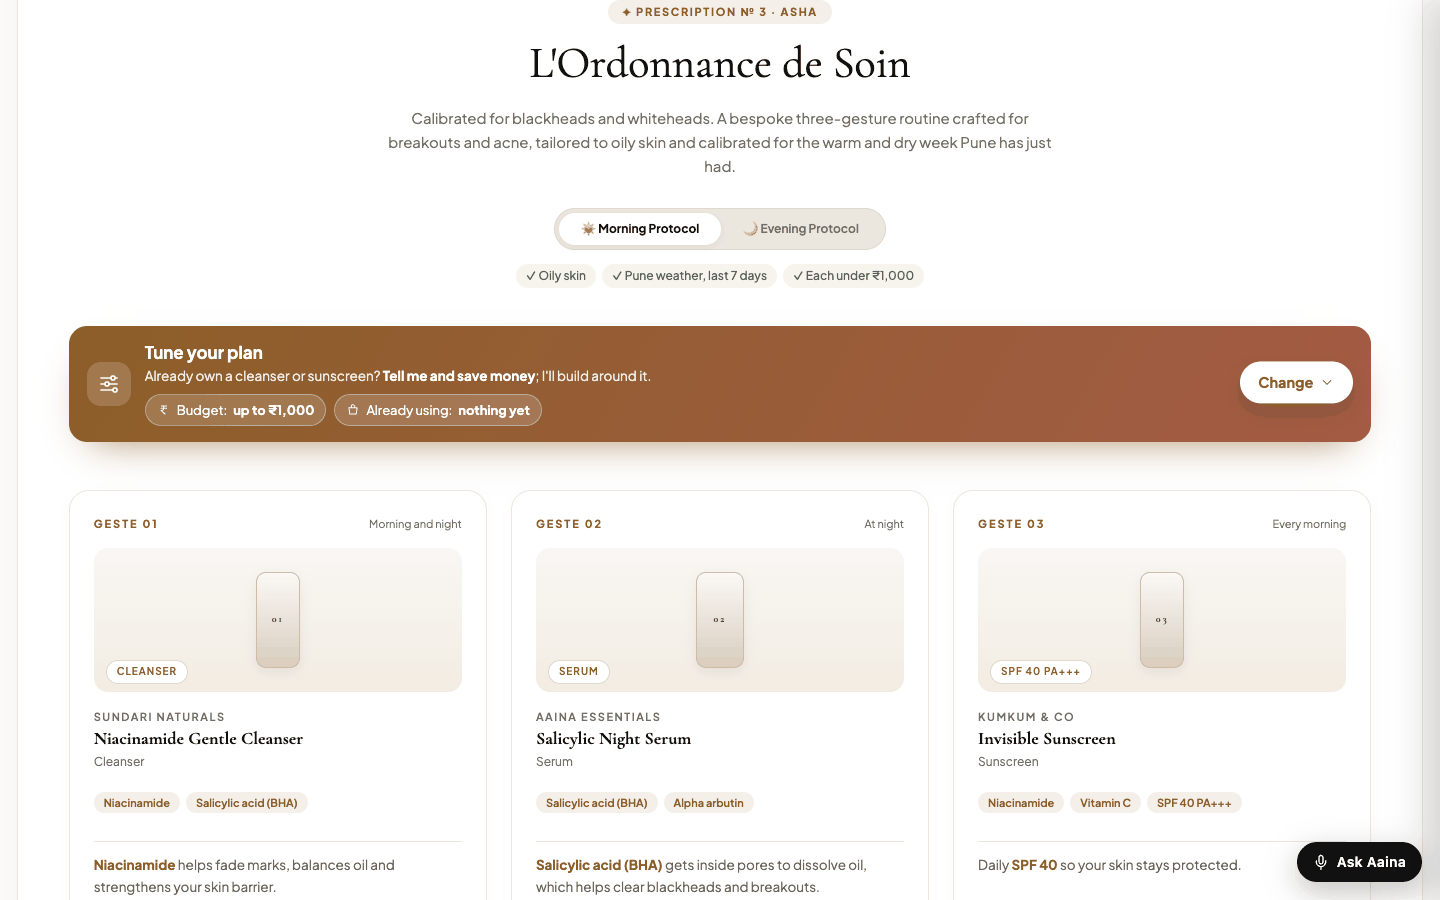 ✦ PRESCRIPTION Nº 3 · ASHA
L'Ordonnance de Soin
Calibrated for blackheads and whiteheads. A bespoke three-gesture routine crafted for
breakouts and acne, tailored to oily skin and calibrated for the warm and dry week Pune has just
had.
Morning Protocol
Evening Protocol
✓ Oily skin
✓ Pune weather, last 7 days
✓ Each under ₹1,000
Tune your plan
Already own a cleanser or sunscreen? Tell me and save money; I'll build around it.
₹ Budget: up to ₹1,000
Already using: nothing yet
Change
GESTE 01
Morning and night
01
CLEANSER
SUNDARI NATURALS
Niacinamide Gentle Cleanser
Cleanser
Niacinamide
Salicylic acid (BHA)
Niacinamide helps fade marks, balances oil and
strengthens your skin barrier.
GESTE 02
At night
02
SERUM
AAINA ESSENTIALS
Salicylic Night Serum
Serum
Salicylic acid (BHA)
Alpha arbutin
Salicylic acid (BHA) gets inside pores to dissolve oil,
which helps clear blackheads and breakouts.
GESTE 03
Every morning
03
SPF 40 PA+++
KUMKUM & CO
Invisible Sunscreen
Sunscreen
Niacinamide
Vitamin C
SPF 40 PA+++
Daily SPF 40 so your skin stays protected.
Ask Aaina